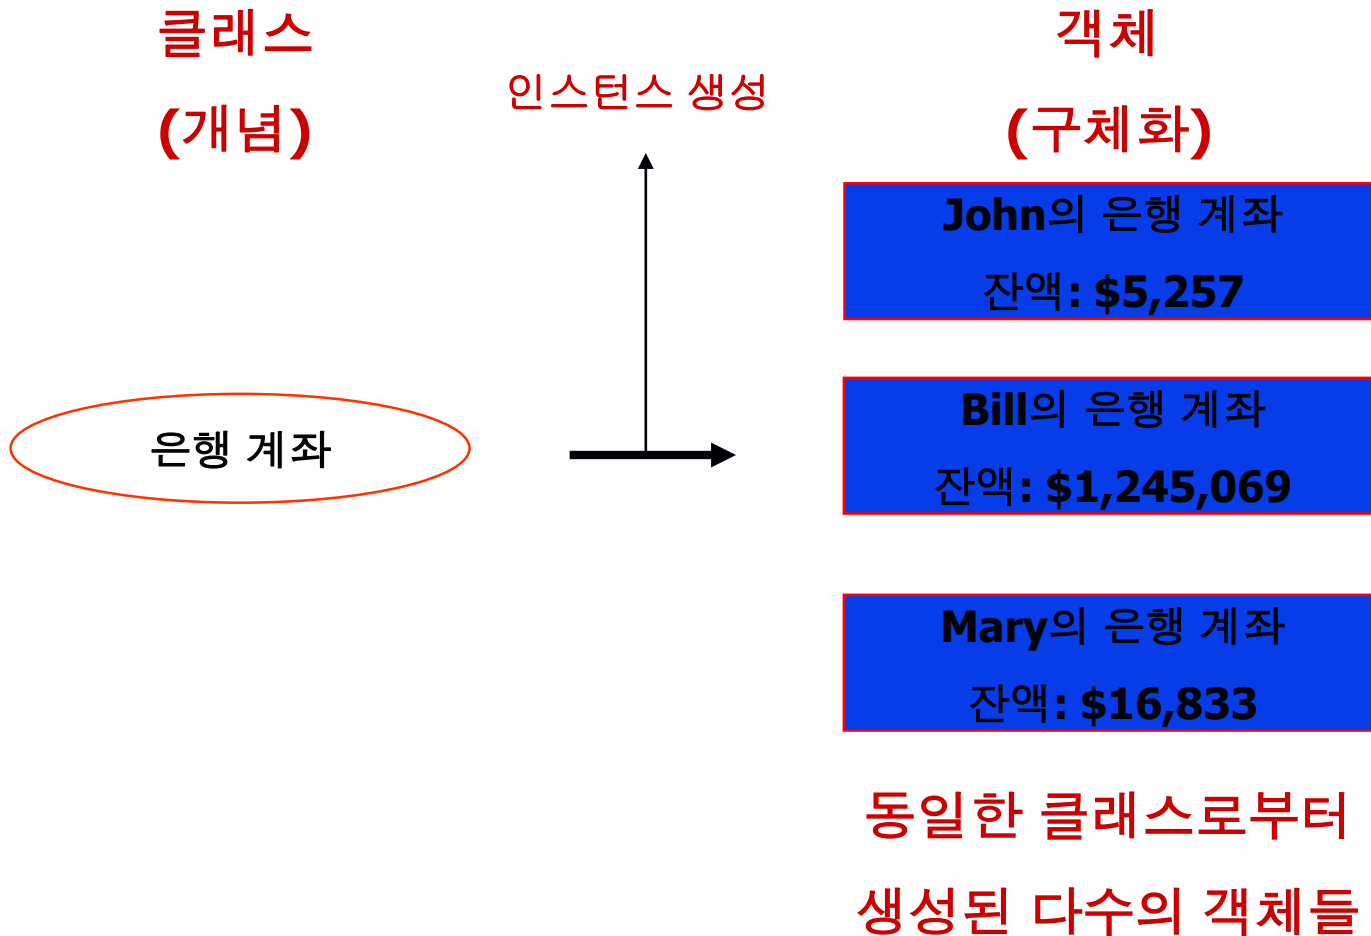 클래스
(개념)
인스턴스 생성
객체
(구체화)
은행 계좌
John의 은행 계좌
잔액: $5,257
Bill의 은행 계좌
잔액: $1,245,069
Mary의 은행 계좌
잔액: $16,833
동일한 클래스로부터
생성된 다수의 객체들